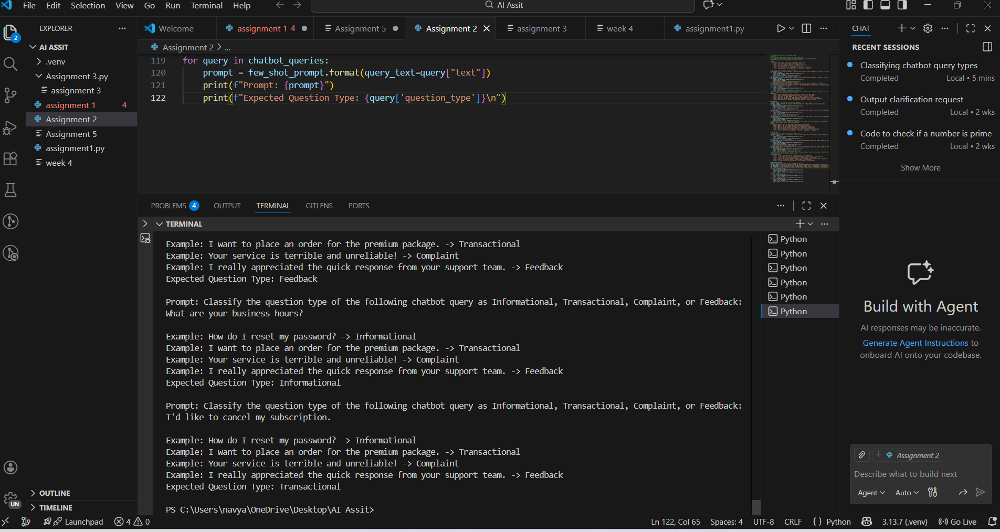 File Edit Selection View Go Run Terminal Help
AI Assit
EXPLORER
2
AI ASSIT
.venv
Assignment 3.py
assignment 3
assignment 1 4
Assignment 2
Assignment 5
assignment1.py
week 4
OUTLINE
TIMELINE
UN
Welcome
assignment 1 4
Assignment 5
Assignment 2
assignment 3
week 4
assignment1.py
Assignment 2 > ...
119 for query in chatbot_queries:
120 prompt = few_shot_prompt.format(query_text=query["text"])
121 print(f"Prompt: {prompt}")
122 print(f"Expected Question Type: {query['question_type']}\n")
PROBLEMS 4 OUTPUT TERMINAL GITLENS PORTS
TERMINAL
Example: I want to place an order for the premium package. -> Transactional
Example: Your service is terrible and unreliable! -> Complaint
Example: I really appreciated the quick response from your support team. -> Feedback
Expected Question Type: Feedback
Prompt: Classify the question type of the following chatbot query as Informational, Transactional, Complaint, or Feedback:
What are your business hours?
Example: How do I reset my password? -> Informational
Example: I want to place an order for the premium package. -> Transactional
Example: Your service is terrible and unreliable! -> Complaint
Example: I really appreciated the quick response from your support team. -> Feedback
Expected Question Type: Informational
Prompt: Classify the question type of the following chatbot query as Informational, Transactional, Complaint, or Feedback:
I'd like to cancel my subscription.
Example: How do I reset my password? -> Informational
Example: I want to place an order for the premium package. -> Transactional
Example: Your service is terrible and unreliable! -> Complaint
Example: I really appreciated the quick response from your support team. -> Feedback
Expected Question Type: Transactional
PS C:\Users\navya\OneDrive\Desktop\AI Assit>
Python
Python
Python
Python
Python
Python
CHAT
RECENT SESSIONS
Classifying chatbot query types
Completed Local • 5 mins
Output clarification request
Completed Local • 2 wks
Code to check if a number is prime
Completed Local • 2 wks
Show More
Build with Agent
AI responses may be inaccurate.
Generate Agent Instructions to
onboard AI onto your codebase.
Assignment 2
Describe what to build next
Agent Auto
Launchpad 4 0
Ln 122, Col 65 Spaces: 4 UTF-8 CRLF {} Python 3.13.7 (.venv) Go Live